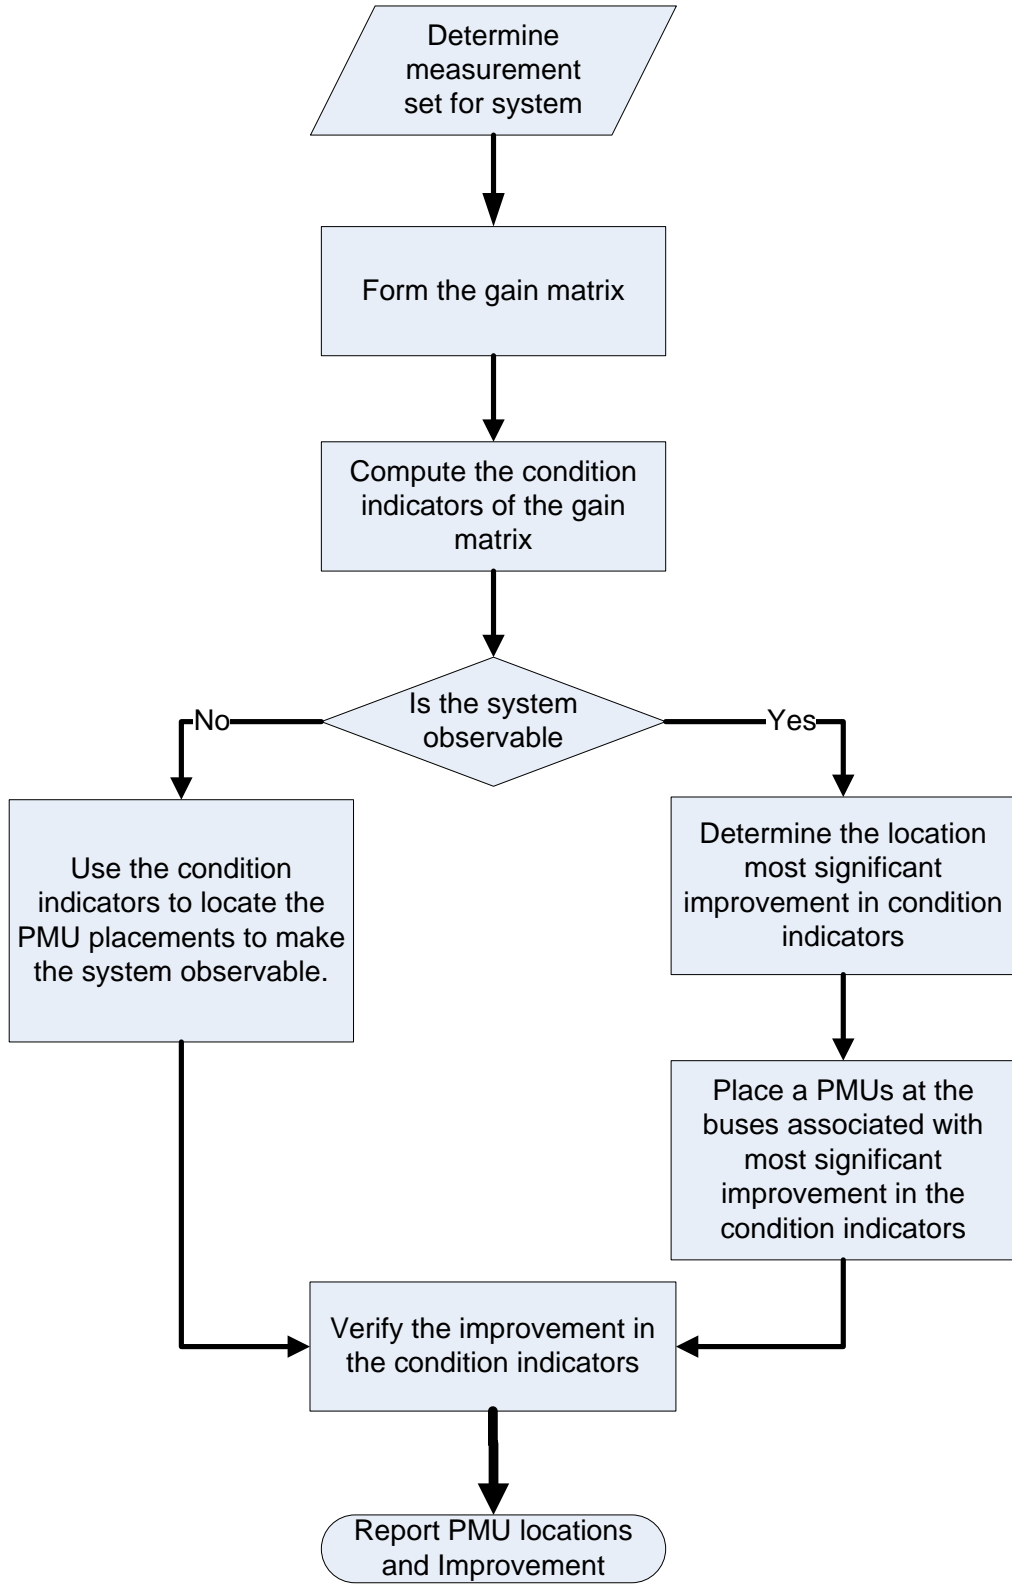 Determine
measurement
set for system
Form the gain matrix
Compute the condition
indicators of the gain
matrix
Is the system
observable
No
Yes
Use the condition
indicators to locate the
PMU placements to make
the system observable.
Determine the location
most significant
improvement in condition
indicators
Place a PMUs at the
buses associated with
most significant
improvement in the
condition indicators
Verify the improvement in
the condition indicators
Report PMU locations
and Improvement